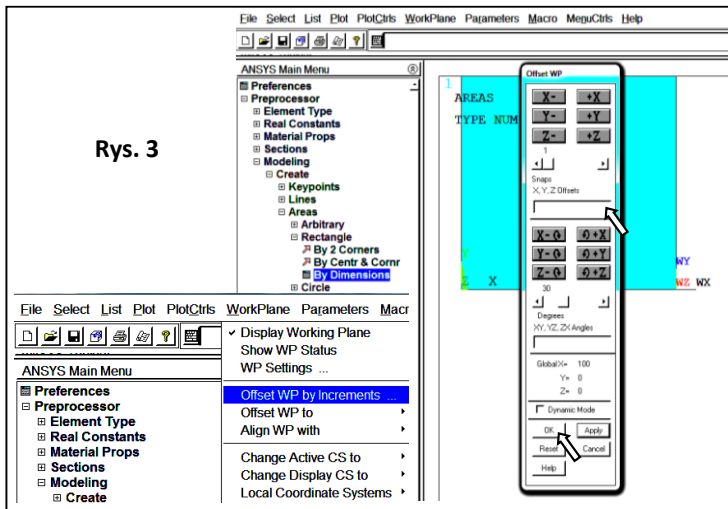 Rys. 3
File Select List Plot PlotCtrls WorkPlane Parameters Macro MenuCtrls Help
ANSYS Main Menu
Preferences
Preprocessor
Element Type
Real Constants
Material Props
Sections
Modeling
Create
Keypoints
Lines
Areas
Arbitrary
Rectangle
By 2 Corners
By Centr & Cornr
By Dimensions
Circle
1
AREAS
TYPE NUM
Y
Z X
WY
WZ WX
Offset WP
X- +X
Y- +Y
Z- +Z
1
Snaps
X, Y, Z Offsets
X- +X
Y- +Y
Z- +Z
30
Degrees
XY, YZ, ZX Angles
Global X= 100
Y= 0
Z= 0
Dynamic Mode
OK Apply
Reset Cancel
Help
File Select List Plot PlotCtrls WorkPlane Parameters Macr
ANSYS Main Menu
Preferences
Preprocessor
Element Type
Real Constants
Material Props
Sections
Modeling
Create
Display Working Plane
Show WP Status
WP Settings ...
Offset WP by Increments ...
Offset WP to
Align WP with
Change Active CS to
Change Display CS to
Local Coordinate Systems